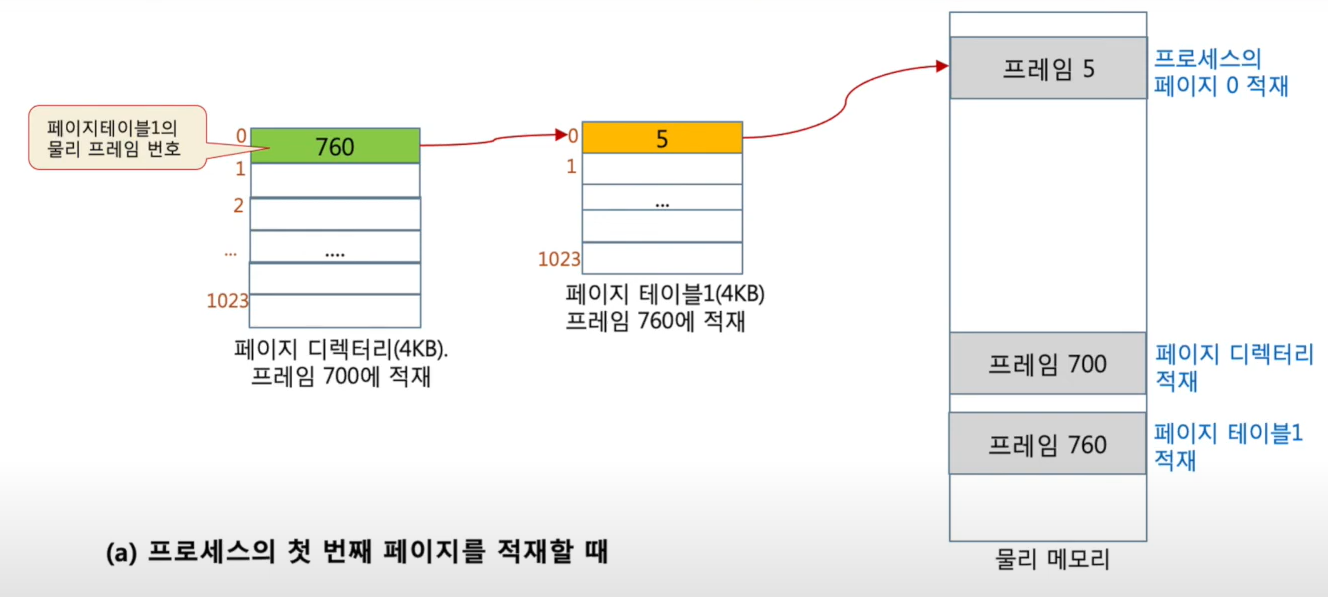 페이지테이블1의
물리 프레임 번호
0
760
1
2
...
....
1023
페이지 디렉터리(4KB).
프레임 700에 적재
0
5
1
...
1023
페이지 테이블1(4KB)
프레임 760에 적재
프레임 5
프로세스의
페이지 0 적재
프레임 700
페이지 디렉터리
적재
프레임 760
페이지 테이블1
적재
물리 메모리
(a) 프로세스의 첫 번째 페이지를 적재할 때